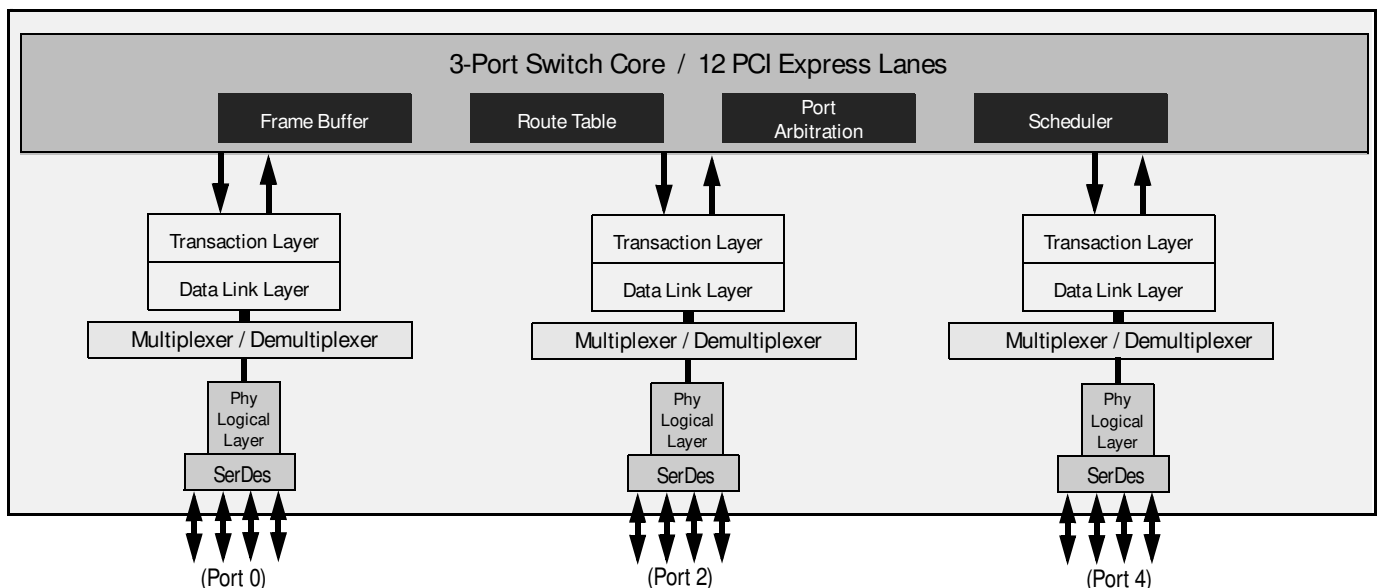 3-Port Switch Core / 12 PCI Express Lanes
Frame Buffer
Route Table
Port
Arbitration
Scheduler
Transaction Layer
Data Link Layer
Multiplexer / Demultiplexer
Phy
Logical
Layer
SerDes
(Port 0)
Transaction Layer
Data Link Layer
Multiplexer / Demultiplexer
Phy
Logical
Layer
SerDes
(Port 2)
Transaction Layer
Data Link Layer
Multiplexer / Demultiplexer
Phy
Logical
Layer
SerDes
(Port 4)